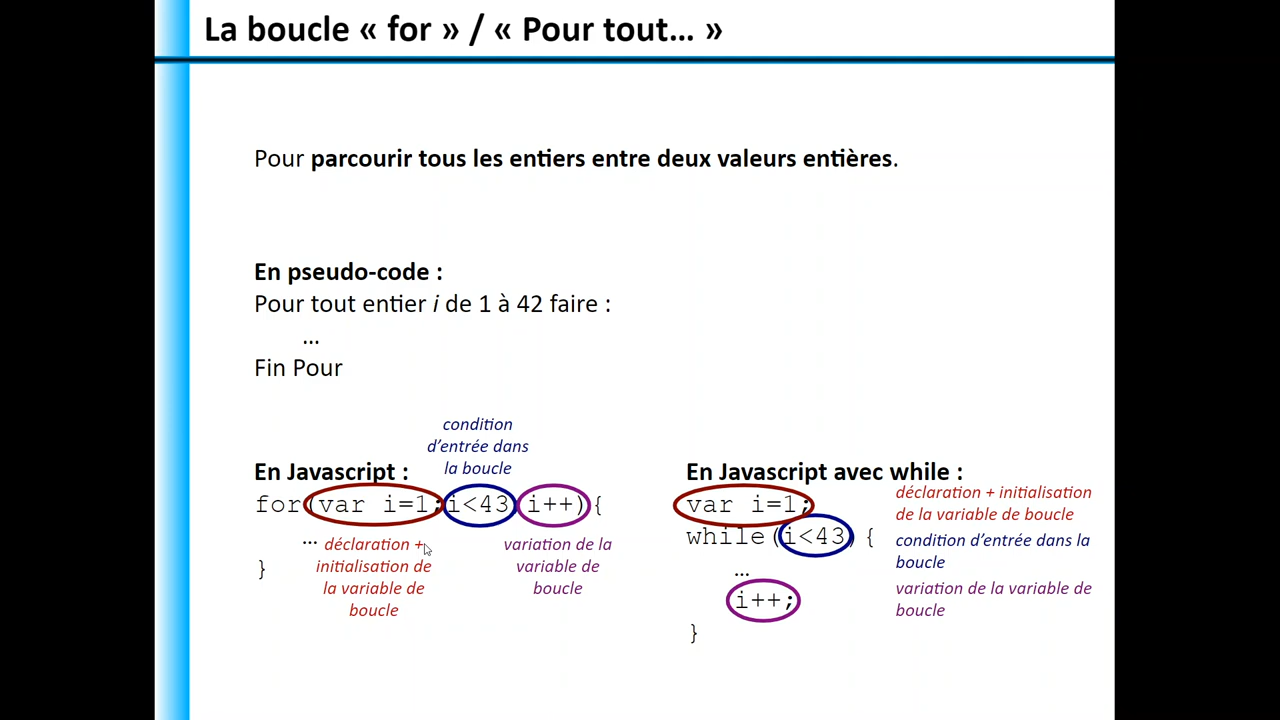 La boucle « for » / « Pour tout… »
Pour parcourir tous les entiers entre deux valeurs entières.
En pseudo-code :
Pour tout entier i de 1 à 42 faire :
…
Fin Pour
condition
d’entrée dans
la boucle
En Javascript :
for(var i=1;i<43;i++){
…
déclaration +
initialisation de
la variable de
boucle
variation de la
variable de
boucle
}
En Javascript avec while :
var i=1;
while(i<43) {
…
i++;
}
déclaration + initialisation
de la variable de boucle
condition d’entrée dans la
boucle
variation de la variable de
boucle